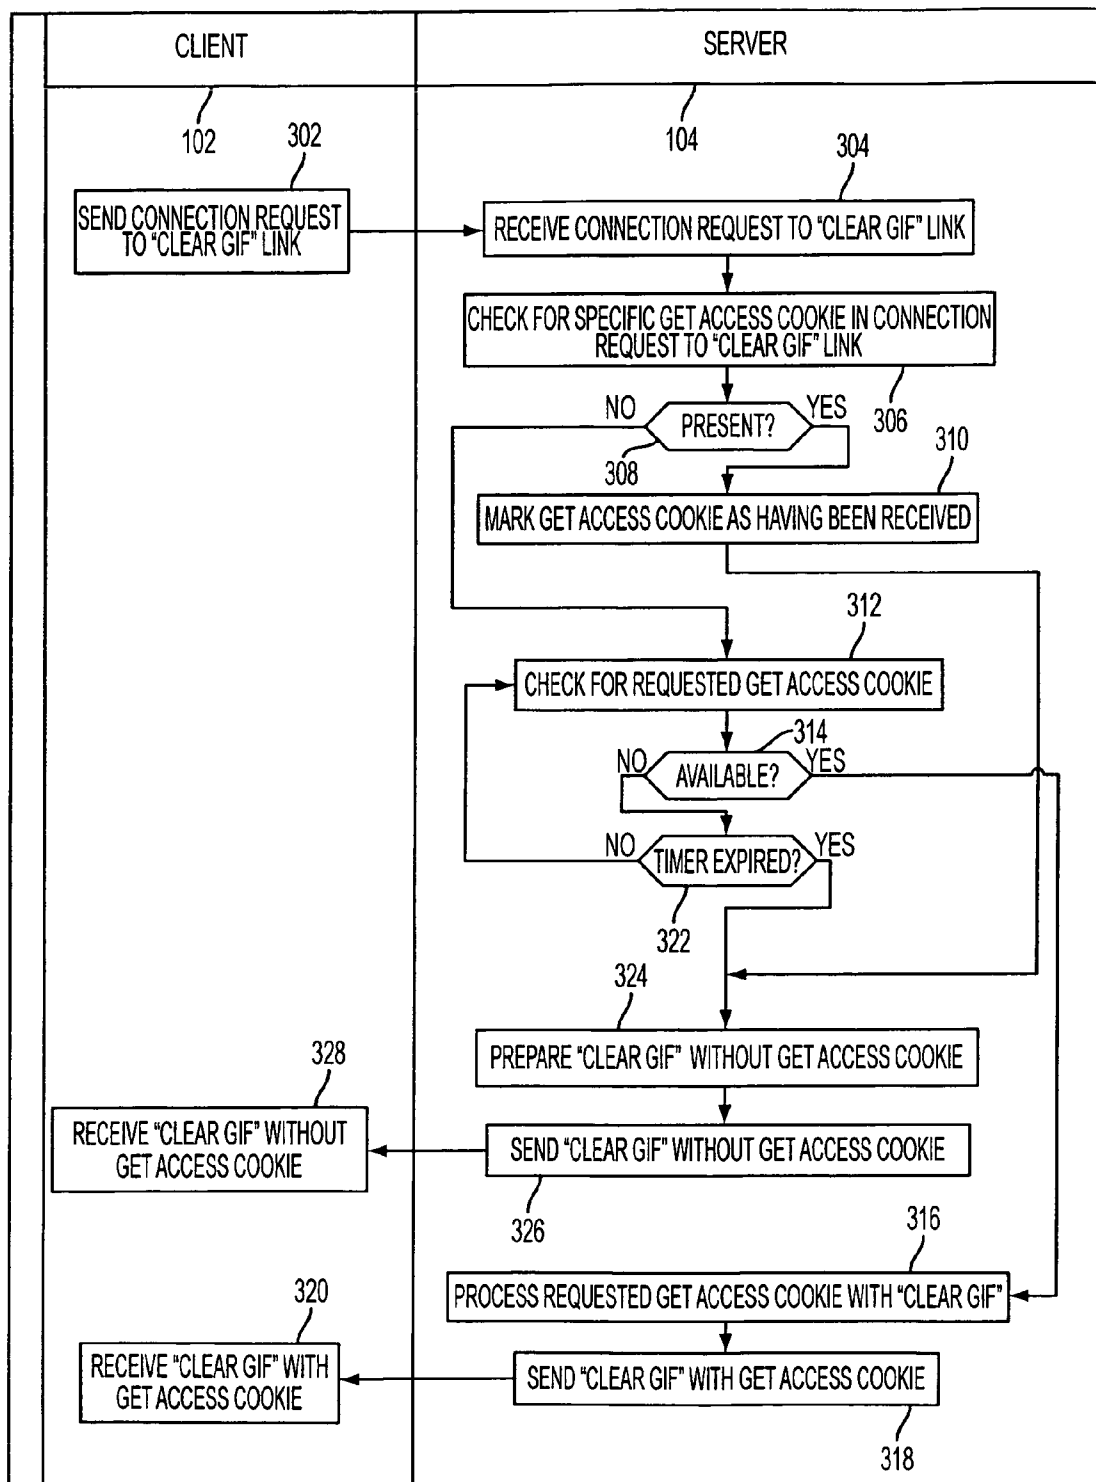 CLIENT
SERVER
102
104
302
304
SEND CONNECTION REQUEST
TO "CLEAR GIF" LINK
RECEIVE CONNECTION REQUEST TO "CLEAR GIF" LINK
CHECK FOR SPECIFIC GET ACCESS COOKIE IN CONNECTION
REQUEST TO "CLEAR GIF" LINK
306
NO
PRESENT?
YES
308
310
MARK GET ACCESS COOKIE AS HAVING BEEN RECEIVED
312
CHECK FOR REQUESTED GET ACCESS COOKIE
314
NO
AVAILABLE?
YES
NO
TIMER EXPIRED?
YES
322
324
PREPARE "CLEAR GIF" WITHOUT GET ACCESS COOKIE
328
RECEIVE "CLEAR GIF" WITHOUT
GET ACCESS COOKIE
SEND "CLEAR GIF" WITHOUT GET ACCESS COOKIE
326
316
PROCESS REQUESTED GET ACCESS COOKIE WITH "CLEAR GIF"
320
RECEIVE "CLEAR GIF" WITH
GET ACCESS COOKIE
SEND "CLEAR GIF" WITH GET ACCESS COOKIE
318